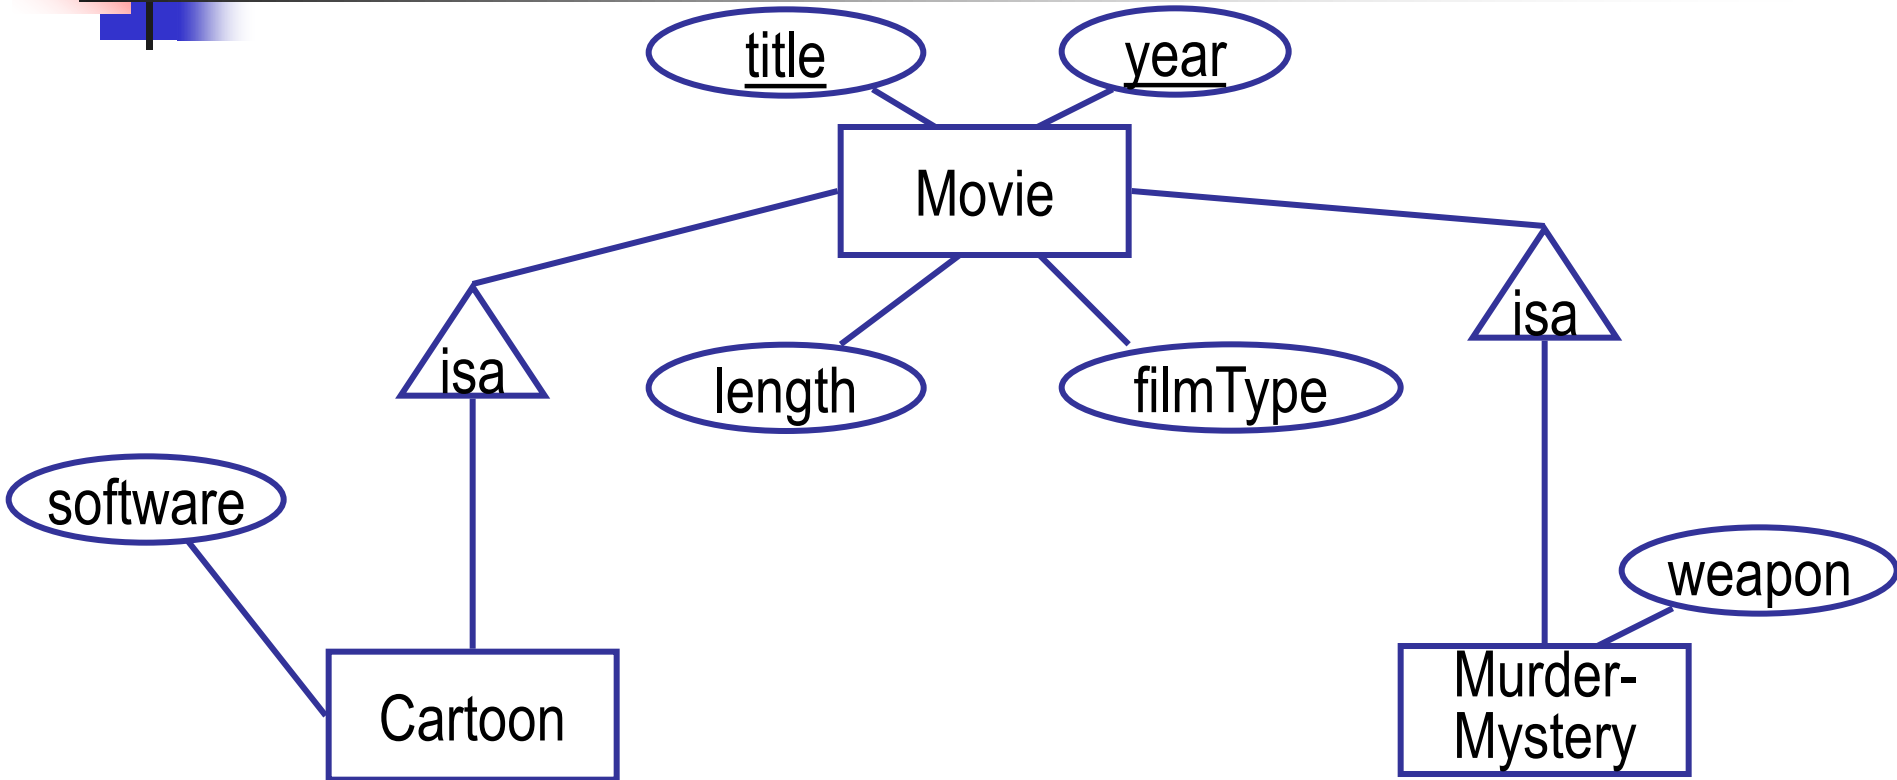 title
year
Movie
isa
isa
length
filmType
software
weapon
Cartoon
Murder-
Mystery